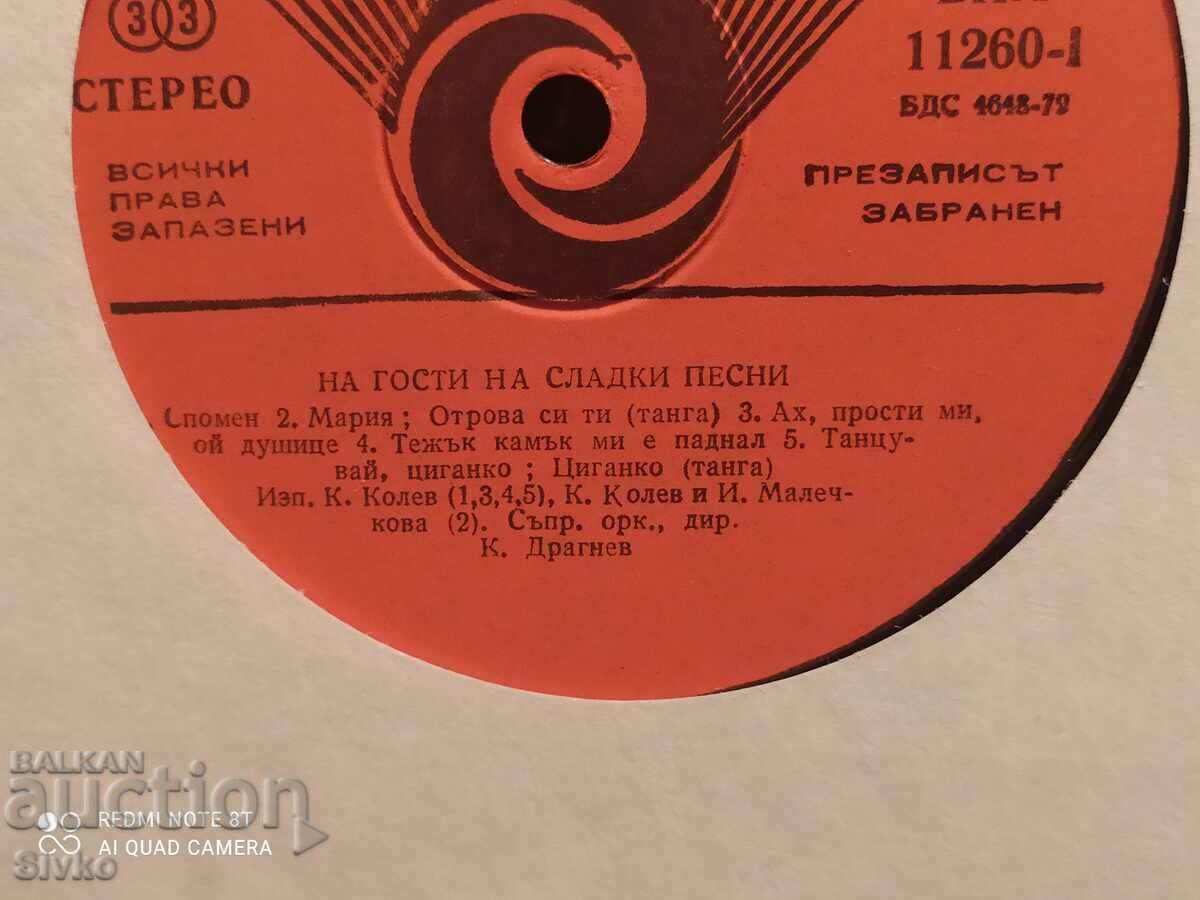 33
СТЕРЕО
11260-1
БДС 4648-79
ВСИЧКИ
ПРАВА
ЗАПАЗЕНИ
ПРЕЗАПИСЪТ
ЗАБРАНЕН
НА ГОСТИ НА СЛАДКИ ПЕСНИ
Спомен 2. Мария; Отрова си ти (танга) 3. Ах, прости ми,
ой душице 4. Тежък камък ми е паднал 5. Танцу-
вай, циганко; Циганко (танга)
Изп. К. Колев (1,3,4,5), К. Колев и И. Малеч-
кова (2). Съпр. орк., дир.
К. Драгнев
BALKAN
auction
REDMI NOTE 8T
AI QUAD CAMERA
Sivko